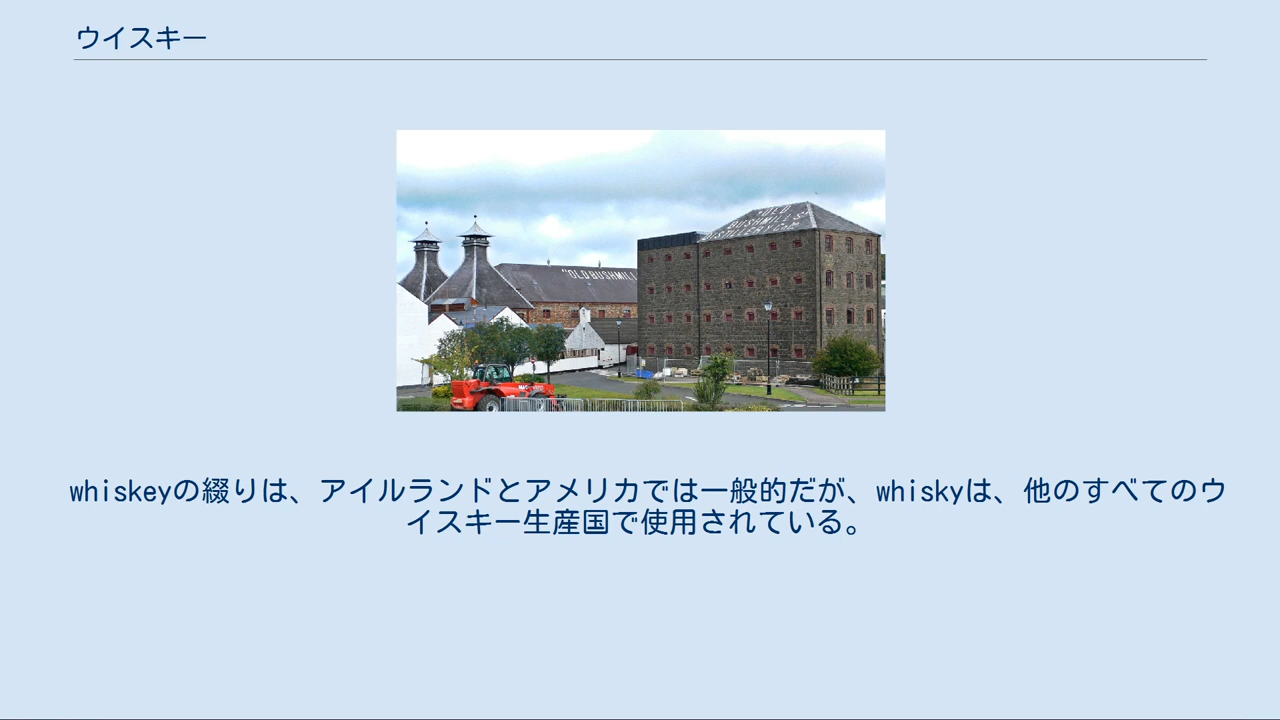 ウイスキー
"OLD
BUSHMILLS"
"OLD BUSHMILL
whiskeyの綴りは、アイルランドとアメリカでは一般的だが、whiskyは、他のすべてのウ
イスキー生産国で使用されている。